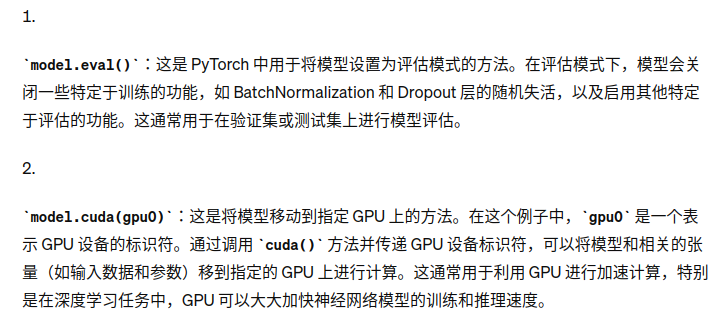 1.
`model.eval()`：这是 PyTorch 中用于将模型设置为评估模式的方法。在评估模式下，模型会关
闭一些特定于训练的功能，如 BatchNormalization 和 Dropout 层的随机失活，以及启用其他特定
于评估的功能。这通常用于在验证集或测试集上进行模型评估。
2.
`model.cuda(gpu0)`：这是将模型移动到指定 GPU 上的方法。在这个例子中，`gpu0` 是一个表
示 GPU 设备的标识符。通过调用 `cuda()` 方法并传递 GPU 设备标识符，可以将模型和相关的张
量（如输入数据和参数）移到指定的 GPU 上进行计算。这通常用于利用 GPU 进行加速计算，特别
是在深度学习任务中，GPU 可以大大加快神经网络模型的训练和推理速度。